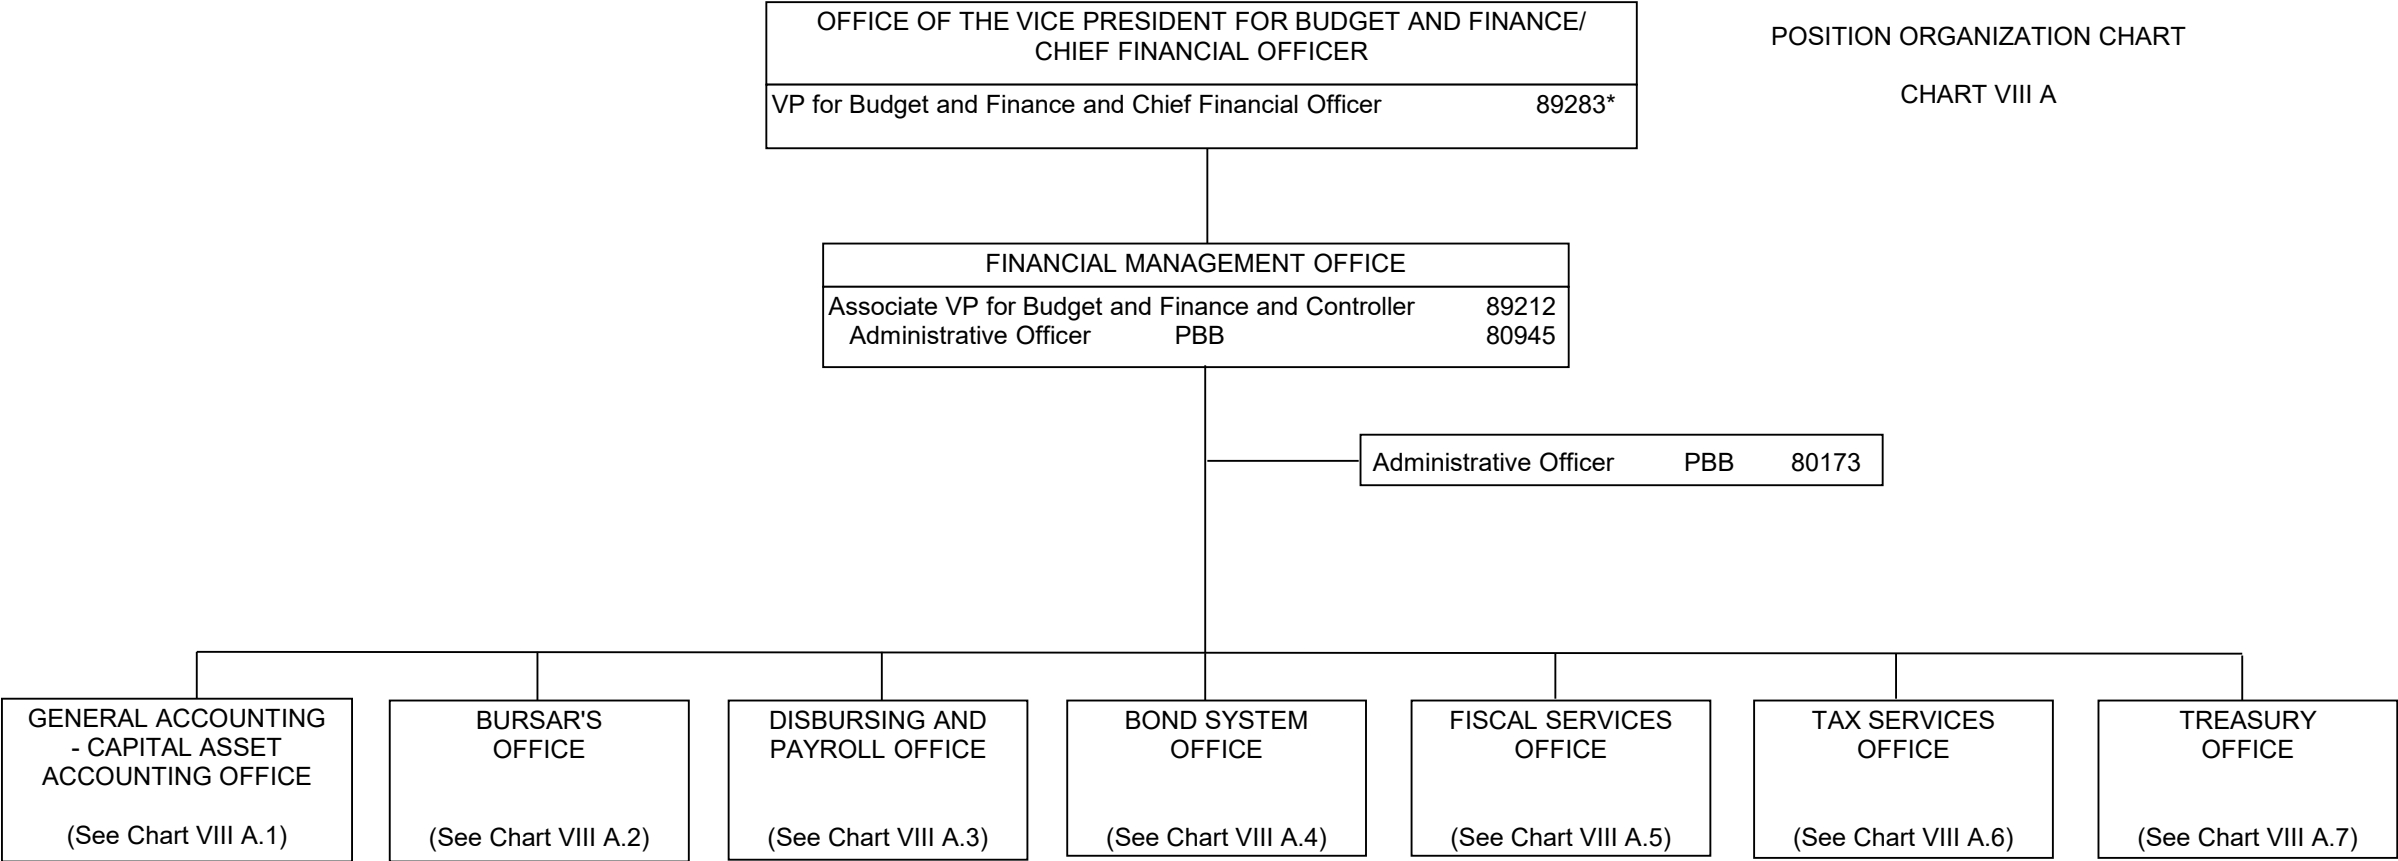 OFFICE OF THE VICE PRESIDENT FOR BUDGET AND FINANCE/
CHIEF FINANCIAL OFFICER
VP for Budget and Finance and Chief Financial Officer 89283*
POSITION ORGANIZATION CHART
CHART VIII A
FINANCIAL MANAGEMENT OFFICE
Associate VP for Budget and Finance and Controller 89212
Administrative Officer PBB 80945
Administrative Officer PBB 80173
GENERAL ACCOUNTING
- CAPITAL ASSET
ACCOUNTING OFFICE
(See Chart VIII A.1)
BURSAR'S
OFFICE
(See Chart VIII A.2)
DISBURSING AND
PAYROLL OFFICE
(See Chart VIII A.3)
BOND SYSTEM
OFFICE
(See Chart VIII A.4)
FISCAL SERVICES
OFFICE
(See Chart VIII A.5)
TAX SERVICES
OFFICE
(See Chart VIII A.6)
TREASURY
OFFICE
(See Chart VIII A.7)